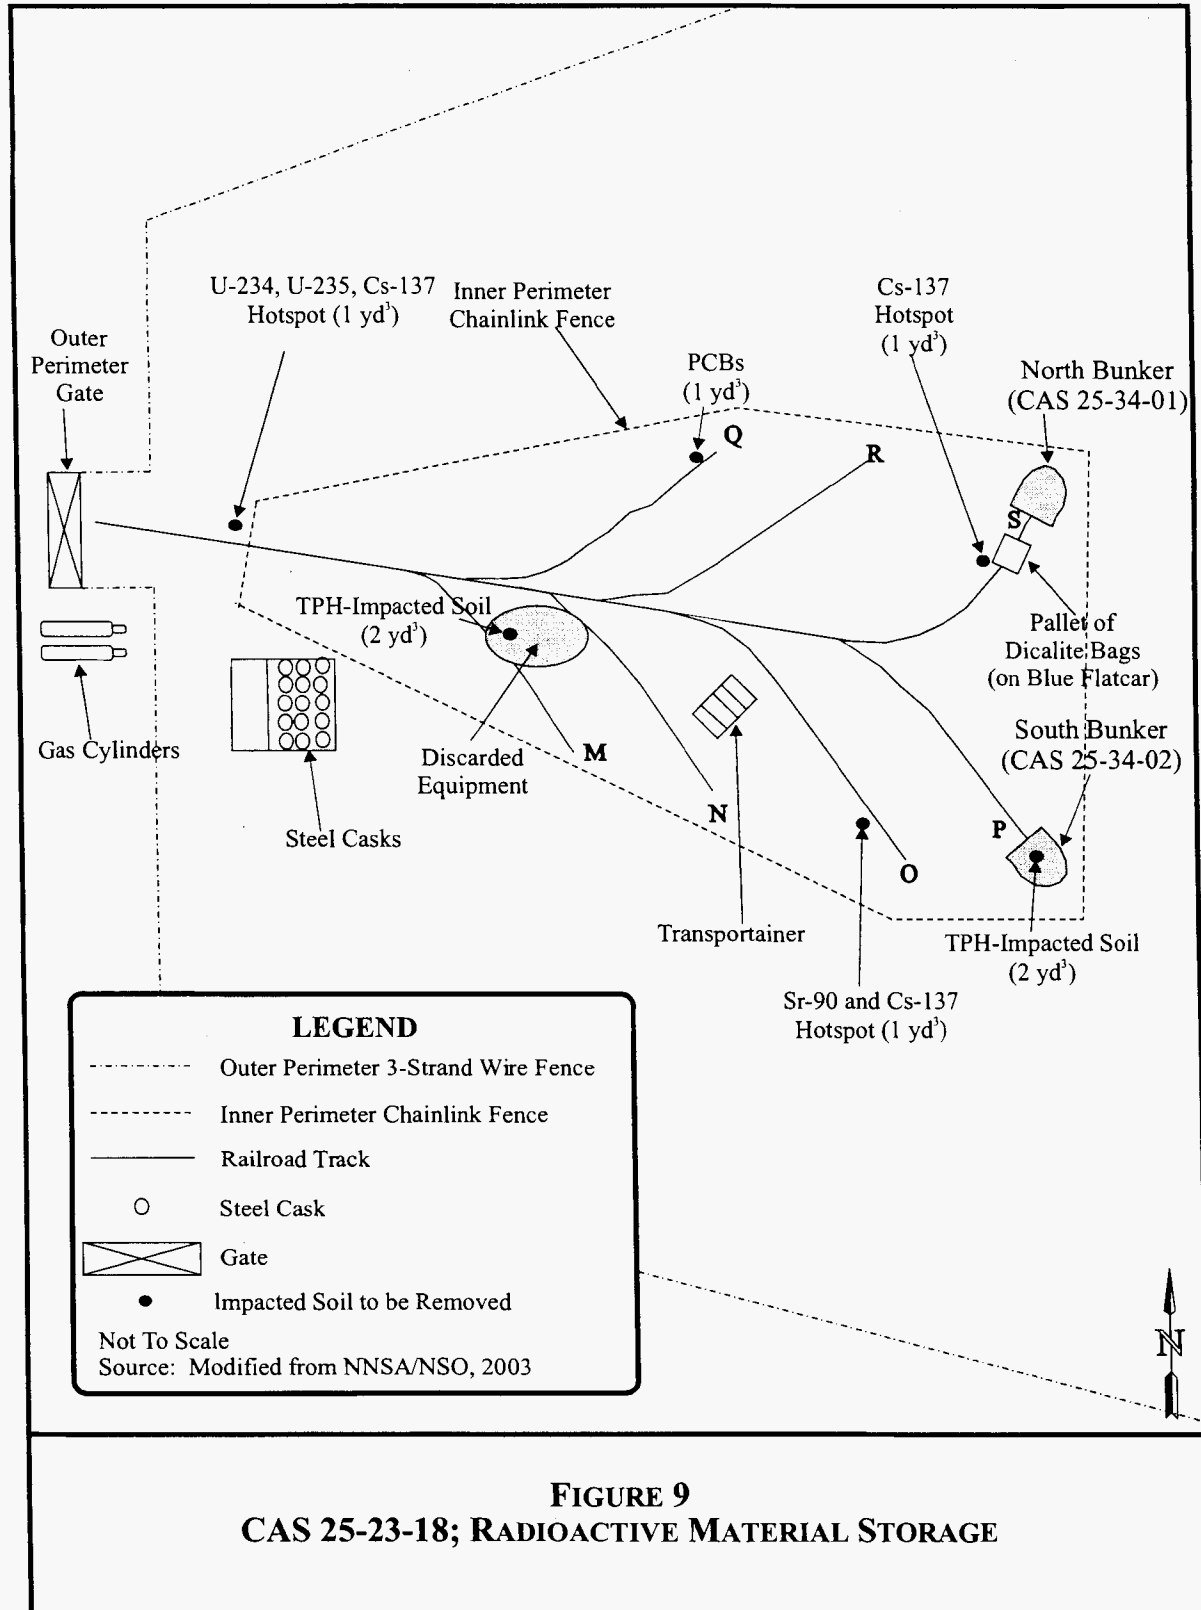 U-234, U-235, Cs-137
Hotspot (1 yd³)
Inner Perimeter
Chainlink Fence
Cs-137
Hotspot
(1 yd³)
Outer
Perimeter
Gate
PCBs
(1 yd³)
North Bunker
(CAS 25-34-01)
Q
R
S
TPH-Impacted Soil
(2 yd³)
Pallet of
Dicalite Bags
(on Blue Flatcar)
Gas Cylinders
Discarded
Equipment
M
South Bunker
(CAS 25-34-02)
N
P
Steel Casks
O
Transportainer
TPH-Impacted Soil
(2 yd³)
Sr-90 and Cs-137
Hotspot (1 yd³)
LEGEND
Outer Perimeter 3-Strand Wire Fence
Inner Perimeter Chainlink Fence
Railroad Track
Steel Cask
Gate
Impacted Soil to be Removed
Not To Scale
Source: Modified from NNSA/NSO, 2003
N
FIGURE 9
CAS 25-23-18; RADIOACTIVE MATERIAL STORAGE